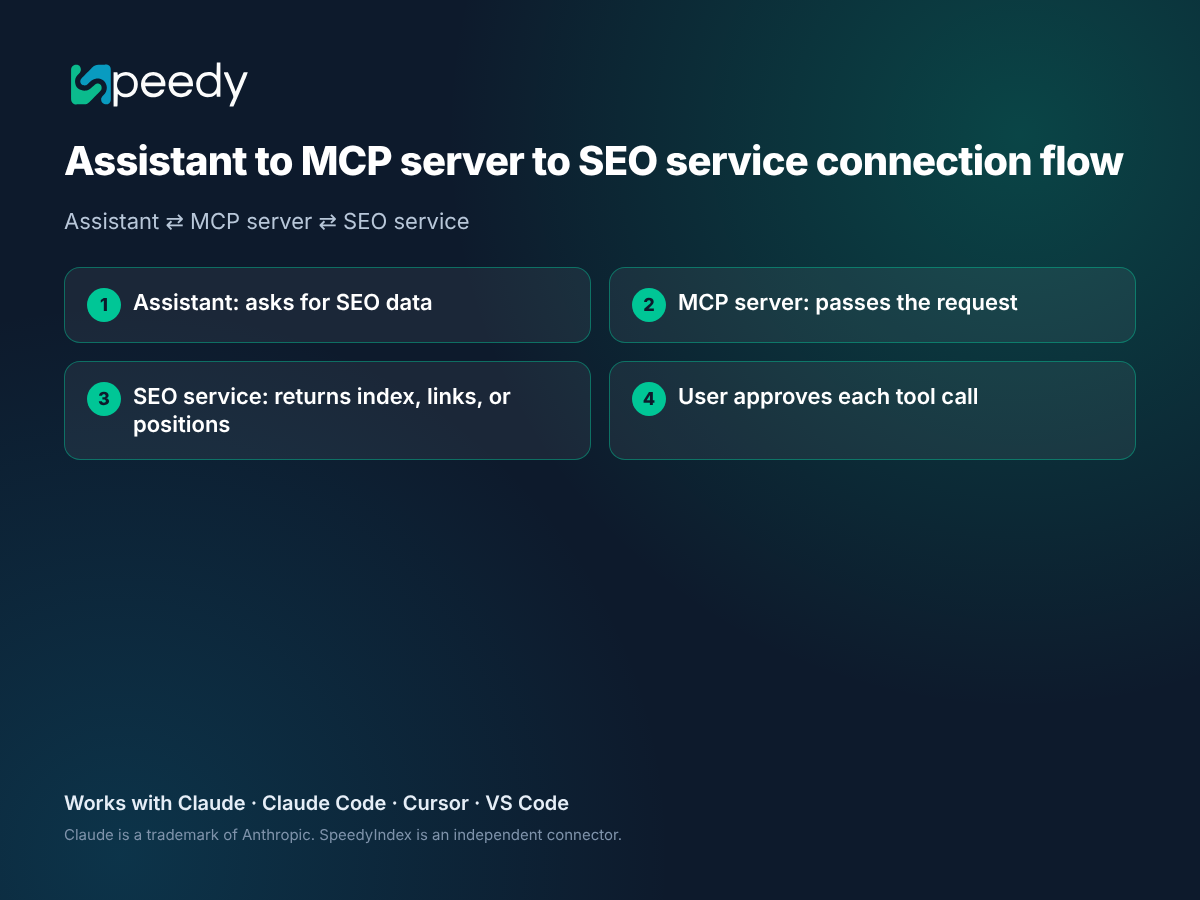 Speedy
Assistant to MCP server to SEO service connection flow
Assistant ⇄ MCP server ⇄ SEO service
1 Assistant: asks for SEO data
2 MCP server: passes the request
3 SEO service: returns index, links, or
positions
4 User approves each tool call
Works with Claude · Claude Code · Cursor · VS Code
Claude is a trademark of Anthropic. SpeedyIndex is an independent connector.